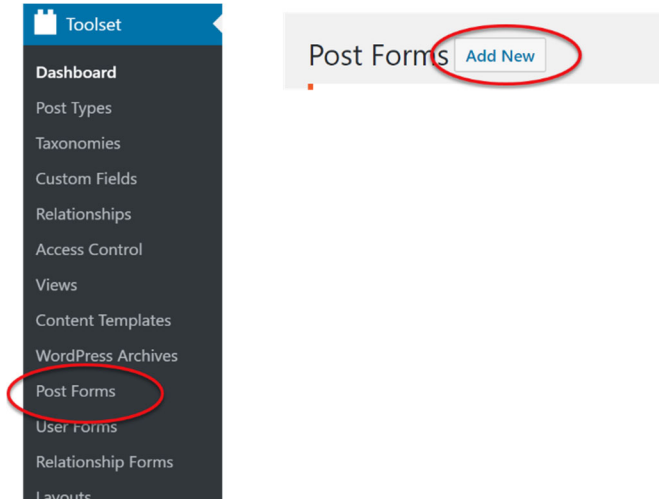 Toolset
Dashboard
Post Types
Taxonomies
Custom Fields
Relationships
Access Control
Views
Content Templates
WordPress Archives
Post Forms
User Forms
Relationship Forms
Layouts
Post Forms Add New